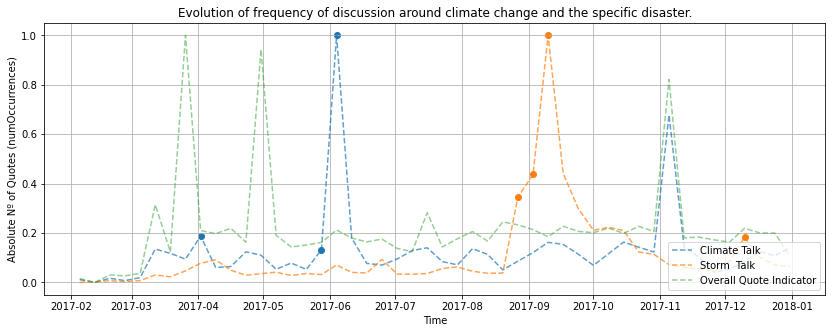 Evolution of frequency of discussion around climate change and the specific disaster.
Absolute Nº of Quotes (numOccurrences)
1.0
0.8
0.6
0.4
0.2
0.0
Climate Talk
Storm Talk
Overall Quote Indicator
2017-02 2017-03 2017-04 2017-05 2017-06 2017-07 2017-08 2017-09 2017-10 2017-11 2017-12 2018-01
Time